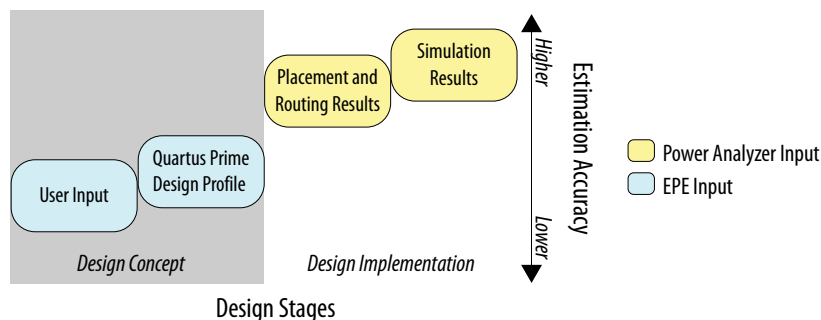 User Input
Quartus Prime
Design Profile
Placement and
Routing Results
Simulation
Results
Higher
Lower
Estimation Accuracy
Power Analyzer Input
EPE Input
Design Concept
Design Implementation
Design Stages